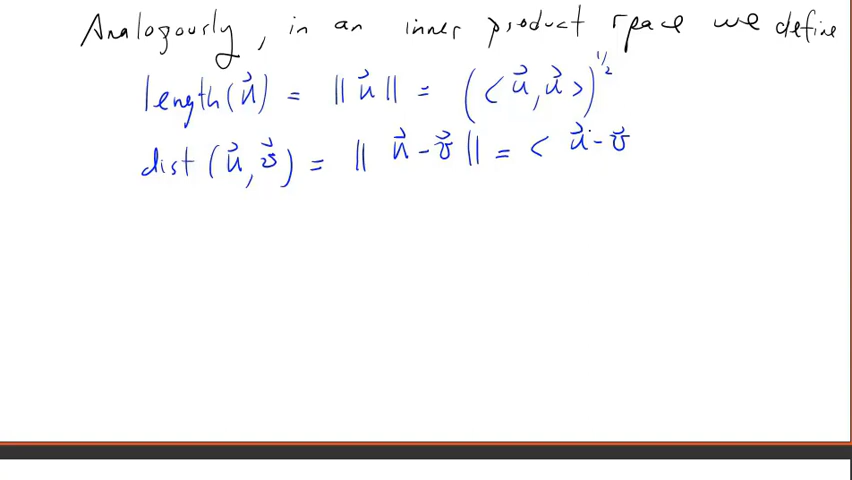 Analogously, in an inner product space we define
length(u⃗) = ‖u⃗‖ = (<u⃗, u⃗>)^1/2
dist(u⃗, v⃗) = ‖u⃗ - v⃗‖ = < u⃗ - v⃗